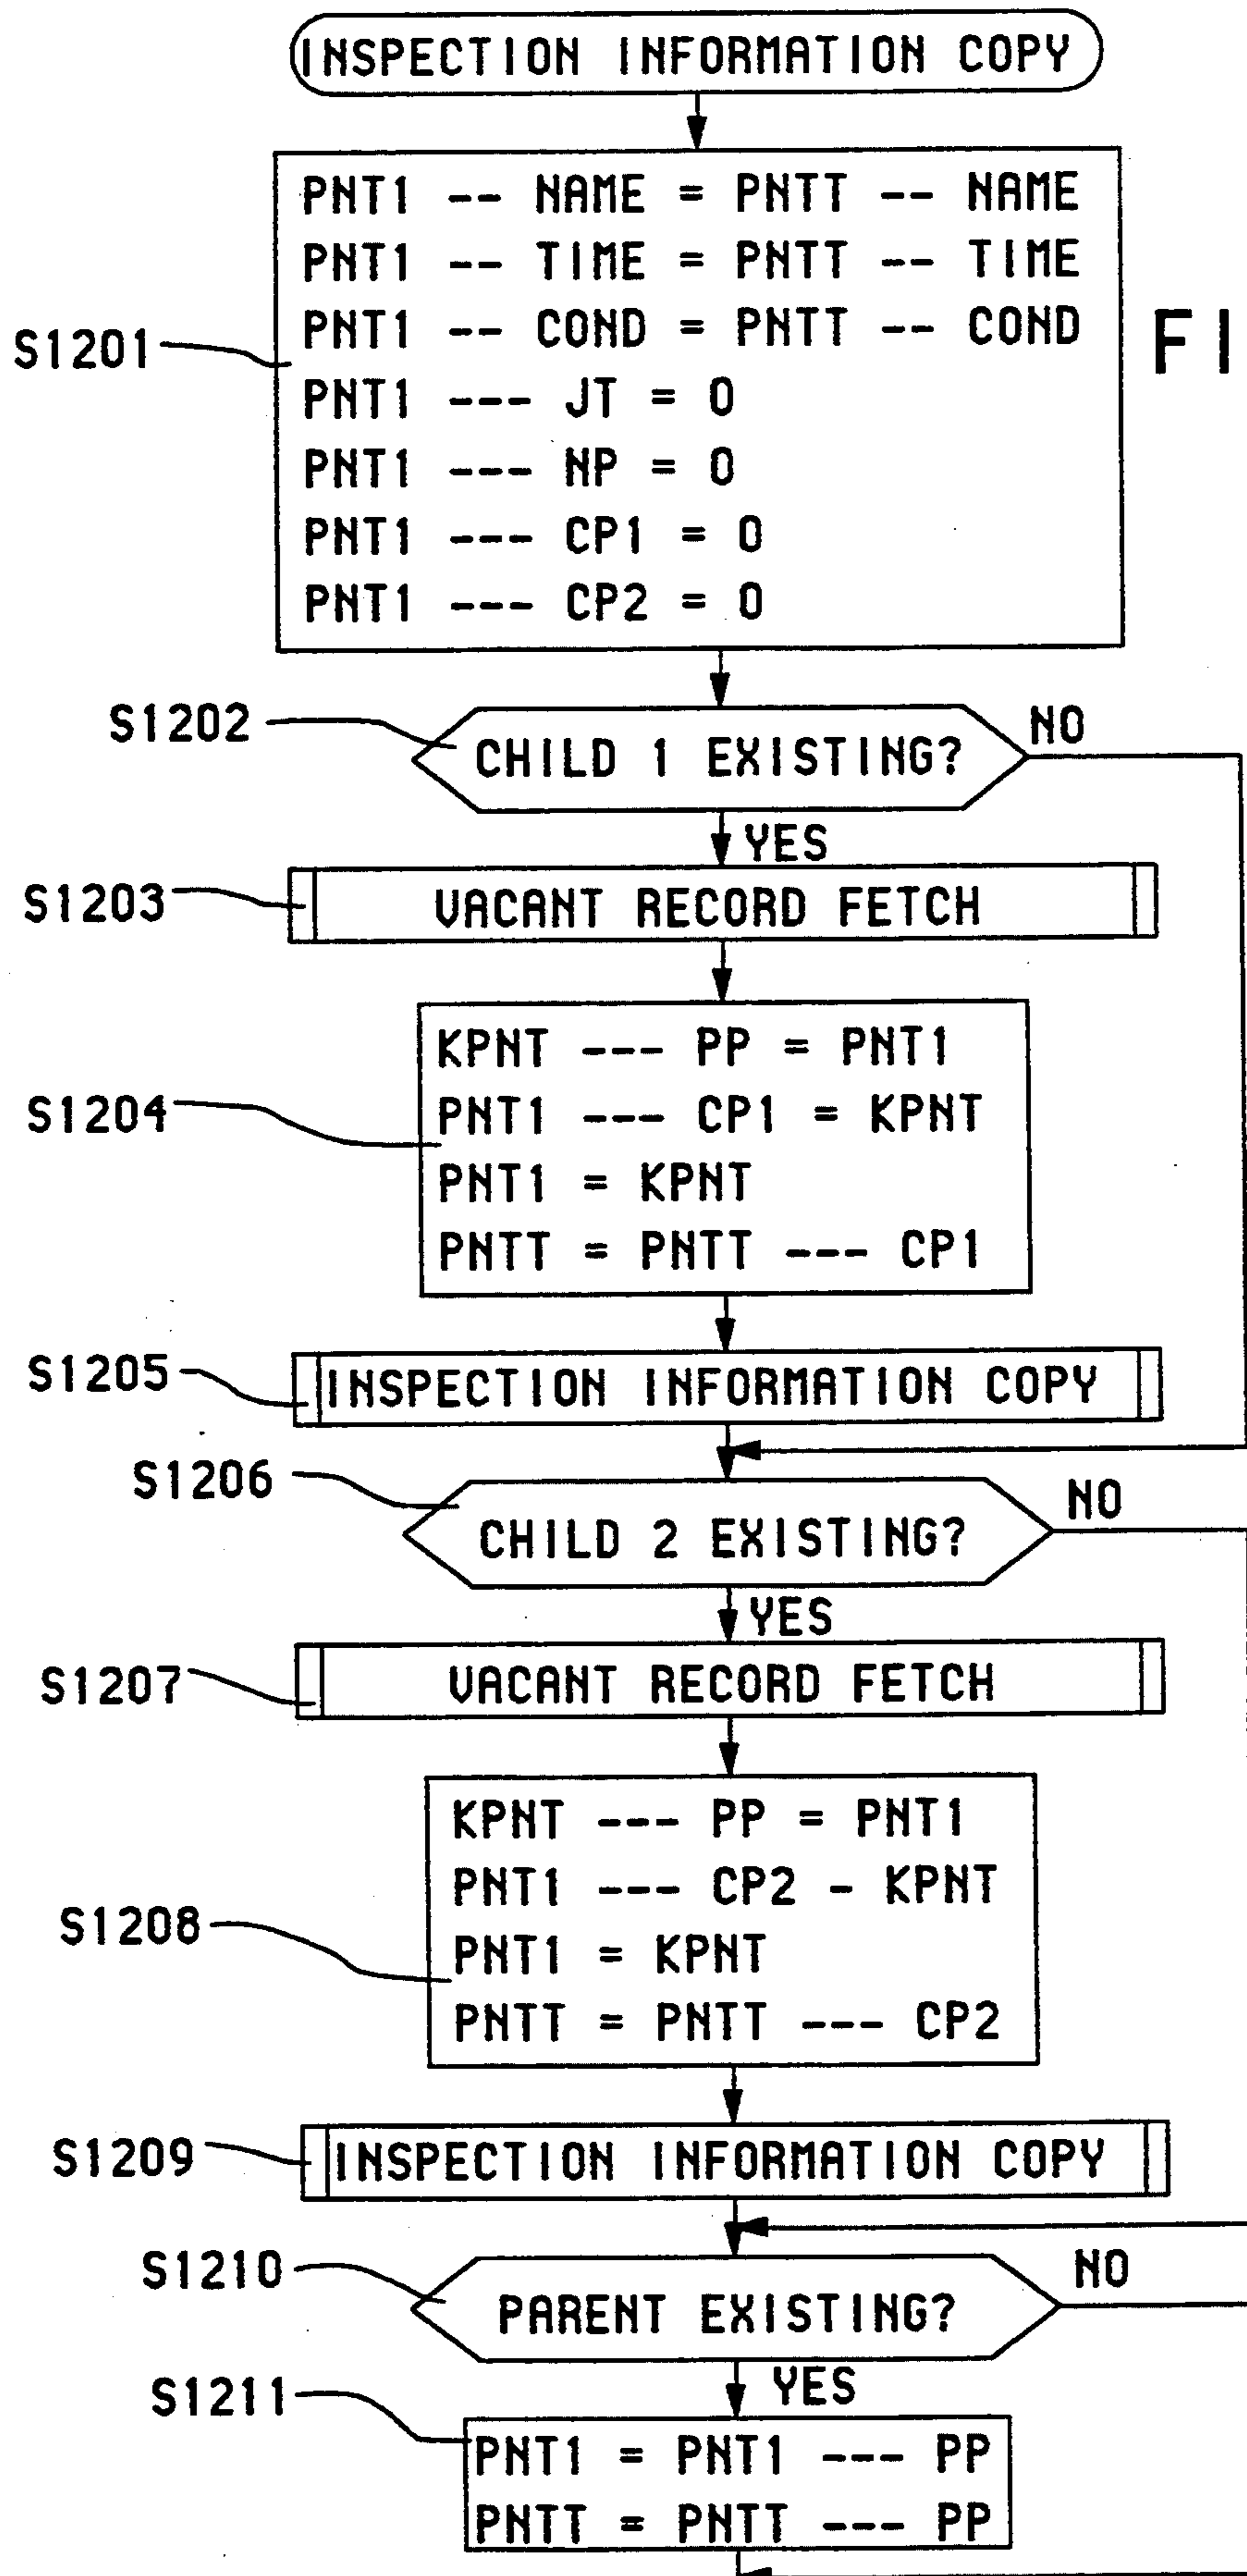 INSPECTION INFORMATION COPY
PNT1 -- NAME = PNTT -- NAME
PNT1 -- TIME = PNTT -- TIME
PNT1 -- COND = PNTT -- COND
PNT1 --- JT = 0
PNT1 --- NP = 0
PNT1 --- CP1 = 0
PNT1 --- CP2 = 0
S1201
FI
S1202
CHILD 1 EXISTING?
NO
YES
S1203
VACANT RECORD FETCH
KPNT --- PP = PNT1
PNT1 --- CP1 = KPNT
PNT1 = KPNT
PNTT = PNTT --- CP1
S1204
S1205
INSPECTION INFORMATION COPY
S1206
CHILD 2 EXISTING?
NO
YES
S1207
VACANT RECORD FETCH
KPNT --- PP = PNT1
PNT1 --- CP2 - KPNT
PNT1 = KPNT
PNTT = PNTT --- CP2
S1208
S1209
INSPECTION INFORMATION COPY
S1210
PARENT EXISTING?
NO
YES
S1211
PNT1 = PNT1 --- PP
PNTT = PNTT --- PP